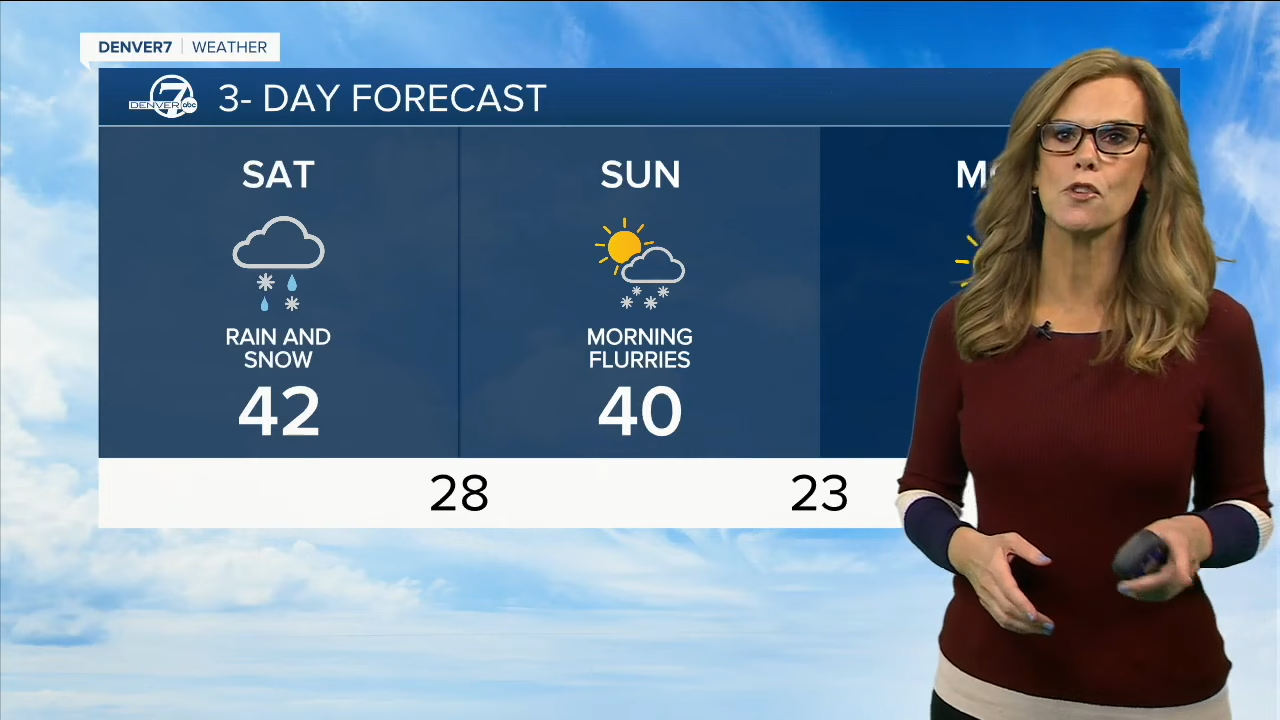 DENVER7 | WEATHER
7
DENVER abc
3- DAY FORECAST
SAT
SUN
RAIN AND
SNOW
MORNING
FLURRIES
42
40
28
23